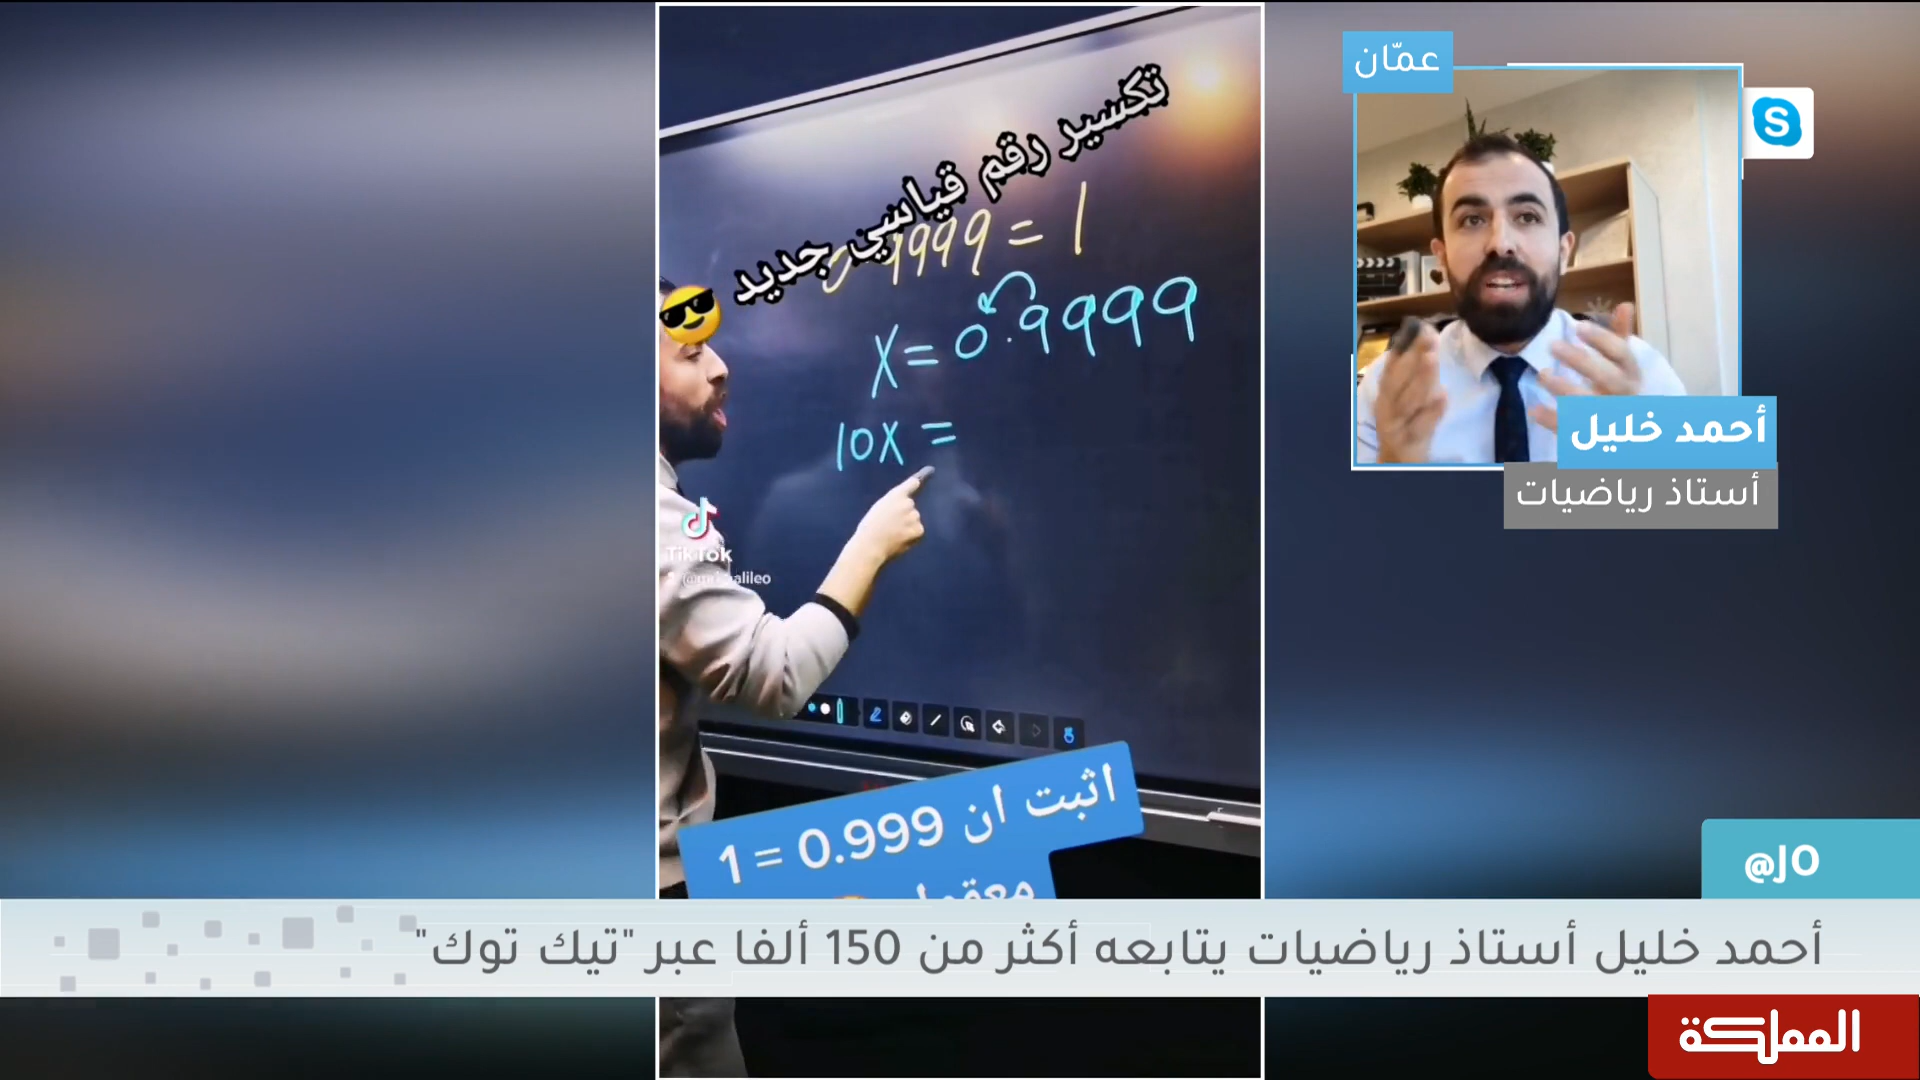 عمّان
S
أحمد خليل
أستاذ رياضيات
تكسير رقم قياسي جديد
9999 = 1
X = 0.9999
10X =
TikTok
اثبت ان 0.999 = 1
@JO
أحمد خليل أستاذ رياضيات يتابعه أكثر من 150 ألفا عبر "تيك توك"
المملكة